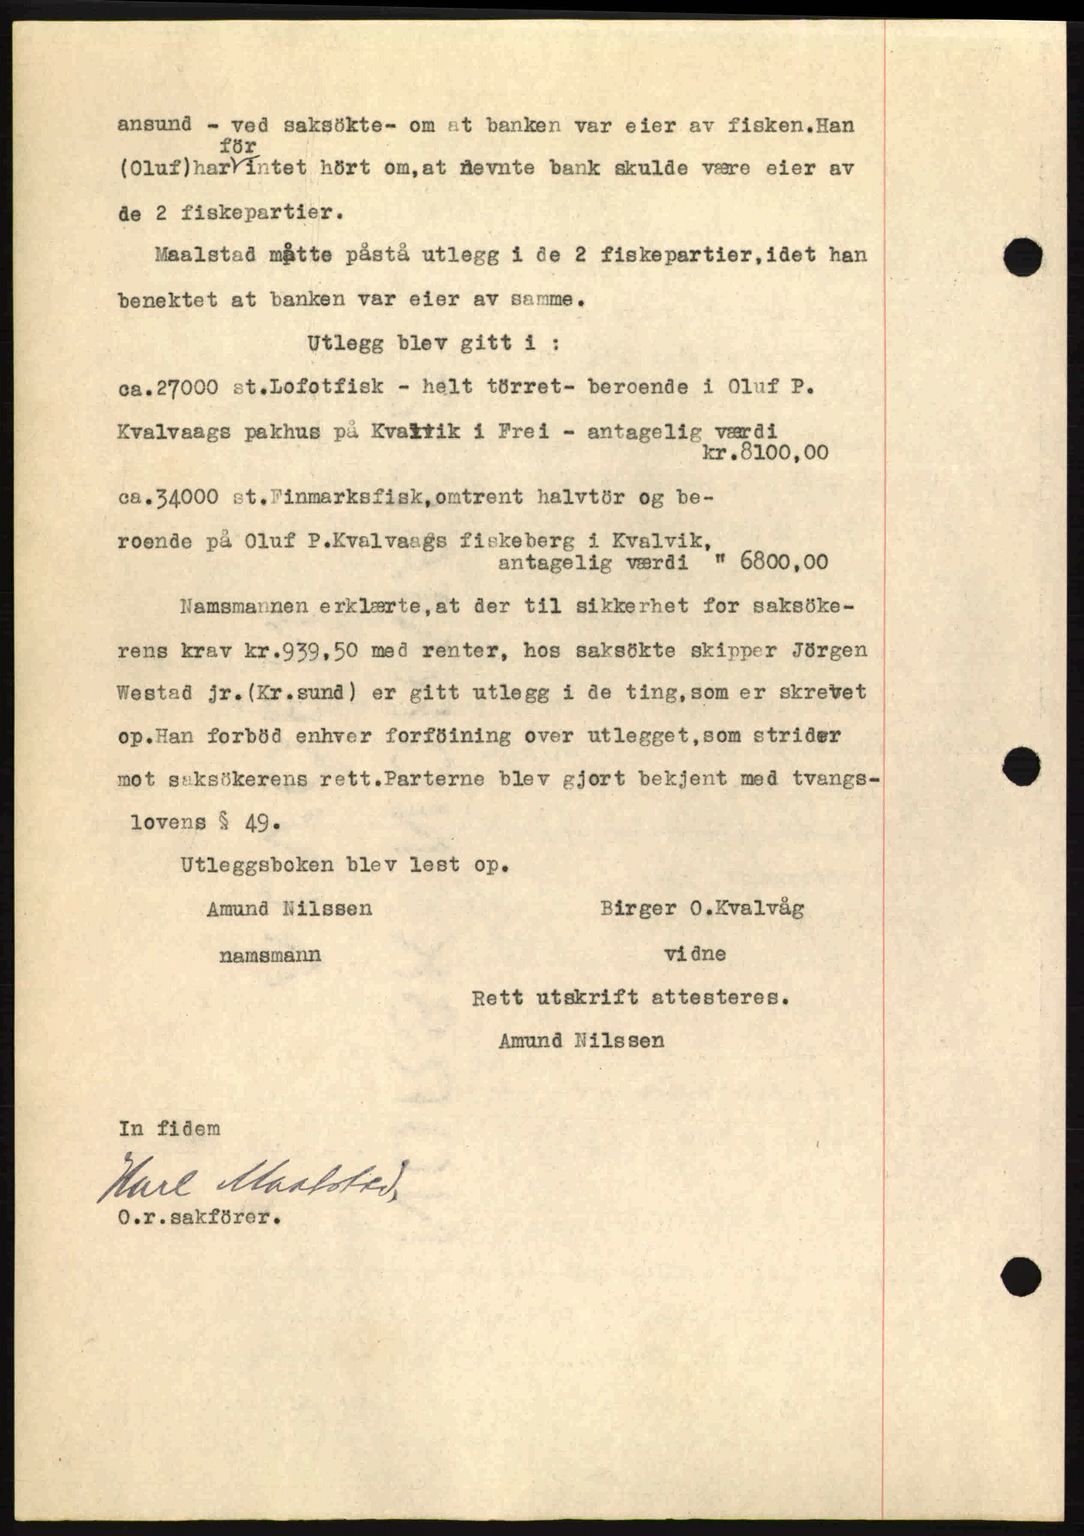 ansund - ved saksökte- om at banken var eier av fisken.Han
för
(Oluf)har intet hört om,at nevnte bank skulde være eier av
de 2 fiskepartier.
Maalstad måtte påstå utlegg i de 2 fiskepartier,idet han
benektet at banken var eier av samme.
Utlegg blev gitt i :
ca.27000 st.Lofotfisk - helt törret- beroende i Oluf P.
Kvalvaags pakhus på Kvalvik i Frei - antagelig værdi
kr.8100,00
ca.34000 st.Finmarksfisk,omtrent halvtör og be-
roende på Oluf P.Kvalvaags fiskeberg i Kvalvik,
antagelig værdi " 6800,00
Namsmannen erklærte,at der til sikkerhet for saksöke-
rens krav kr.939,50 med renter, hos saksökte skipper Jörgen
Westad jr.(Kr.sund) er gitt utlegg i de ting,som er skrevet
op.Han forböd enhver forföining over utlegget,som strider
mot saksökerens rett.Parterne blev gjort bekjent med tvangs-
lovens § 49.
Utleggsboken blev lest op.
Amund Nilssen Birger O.Kvalvåg
namsmann vidne
Rett utskrift attesteres.
Amund Nilssen
In fidem
Karl Maalstad,
O.r.sakförer.